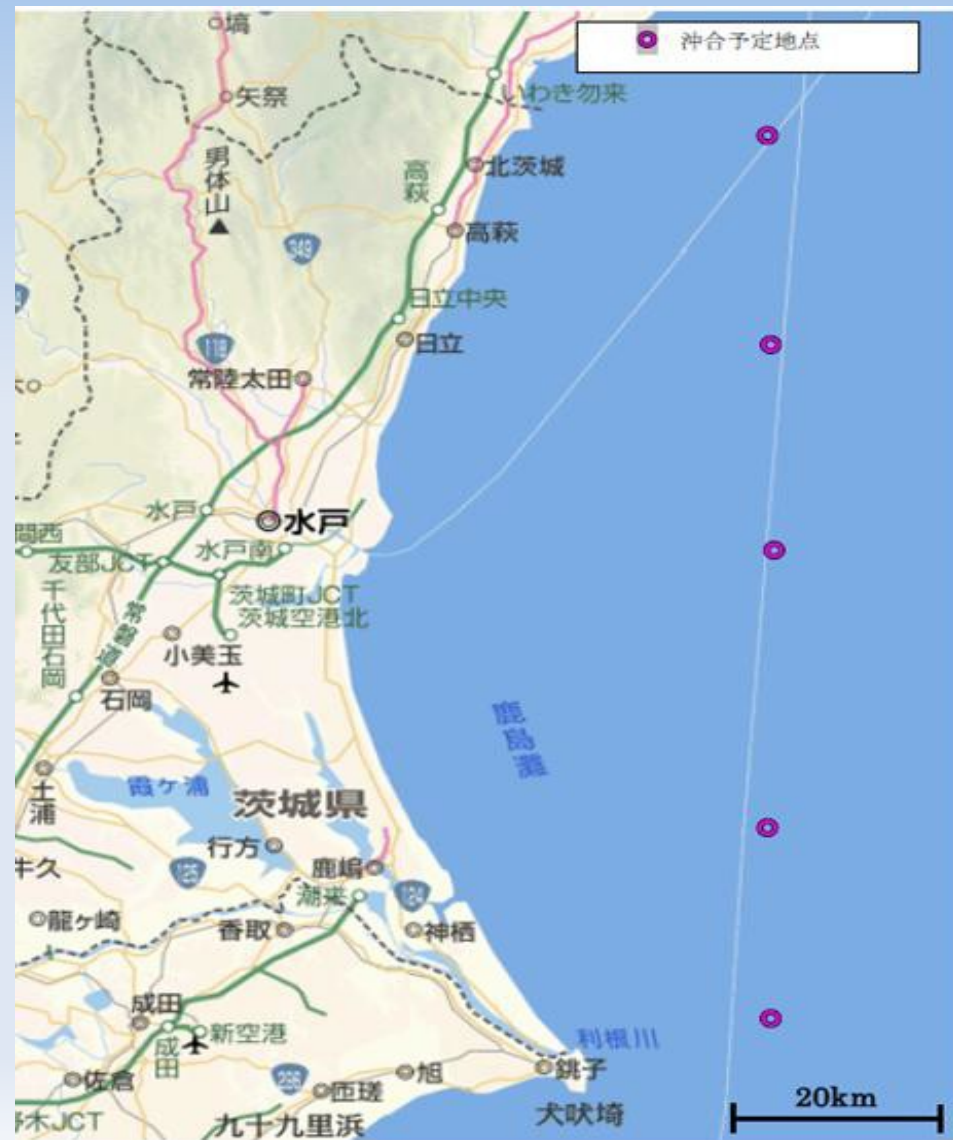 塙
沖合予定地点
矢祭
いわき勿来
男体山
高萩
北茨城
349
高萩
日立中央
118
日立
常陸太田
水戸
水戸
間西
水戸南
友部JCT
茨城町JCT
茨城空港北
千代田石岡
常磐道
小美玉
石岡
鹿島灘
霞ヶ浦
土浦
茨城県
行方
牛久
125
鹿嶋
潮来
124
龍ヶ崎
香取
神栖
成田
新空港
利根川
成田
銚子
佐倉
旭
匝瑳
20km
木JCT
九十九里浜
犬吠埼